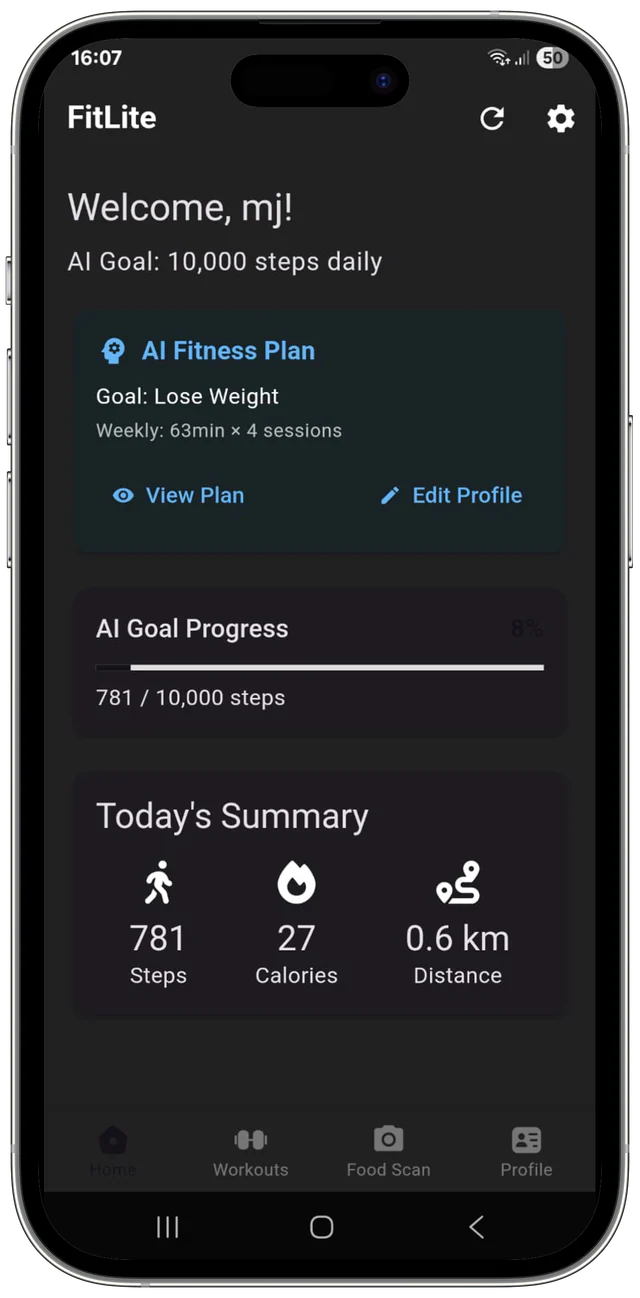 16:07
50
FitLite
Welcome, mj!
AI Goal: 10,000 steps daily
AI Fitness Plan
Goal: Lose Weight
Weekly: 63min × 4 sessions
View Plan
Edit Profile
AI Goal Progress
8%
781 / 10,000 steps
Today's Summary
781
27
0.6 km
Steps
Calories
Distance
Home
Workouts
Food Scan
Profile